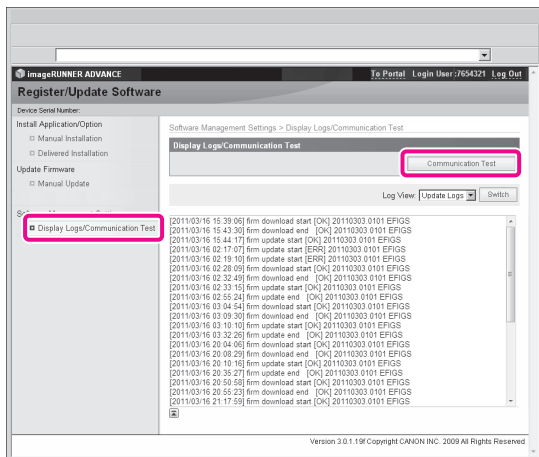 imageRUNNER ADVANCE
To Portal Login User:7654321 Log Out
Register/Update Software
Device Serial Number:
Install Application/Option
Manual Installation
Delivered Installation
Update Firmware
Manual Update
Display Logs/Communication Test
Software Management Settings > Display Logs/Communication Test
Display Logs/Communication Test
Communication Test
Log View: Update Logs Switch
[2011/03/16 15:39:06] firm download start [OK] 20110303.0101 EFIGS
[2011/03/16 15:43:30] firm download end [OK] 20110303.0101 EFIGS
[2011/03/16 15:44:17] firm update start [OK] 20110303.0101 EFIGS
[2011/03/16 02:17:07] firm update start [ERR] 20110303.0101 EFIGS
[2011/03/16 02:19:10] firm update start [ERR] 20110303.0101 EFIGS
[2011/03/16 02:28:09] firm download start [OK] 20110303.0101 EFIGS
[2011/03/16 02:32:49] firm download end [OK] 20110303.0101 EFIGS
[2011/03/16 02:33:15] firm update start [OK] 20110303.0101 EFIGS
[2011/03/16 02:55:24] firm update end [OK] 20110303.0101 EFIGS
[2011/03/16 03:04:54] firm download start [OK] 20110303.0101 EFIGS
[2011/03/16 03:09:30] firm download end [OK] 20110303.0101 EFIGS
[2011/03/16 03:10:10] firm update start [OK] 20110303.0101 EFIGS
[2011/03/16 03:32:26] firm update end [OK] 20110303.0101 EFIGS
[2011/03/16 20:04:06] firm download start [OK] 20110303.0101 EFIGS
[2011/03/16 20:08:29] firm download end [OK] 20110303.0101 EFIGS
[2011/03/16 20:10:16] firm update start [OK] 20110303.0101 EFIGS
[2011/03/16 20:35:27] firm update end [OK] 20110303.0101 EFIGS
[2011/03/16 20:50:58] firm download start [OK] 20110303.0101 EFIGS
[2011/03/16 20:55:23] firm download end [OK] 20110303.0101 EFIGS
[2011/03/16 21:17:59] firm download start [OK] 20110303.0101 EFIGS
Version 3.0.1.19f Copyright CANON INC. 2009 All Rights Reserved